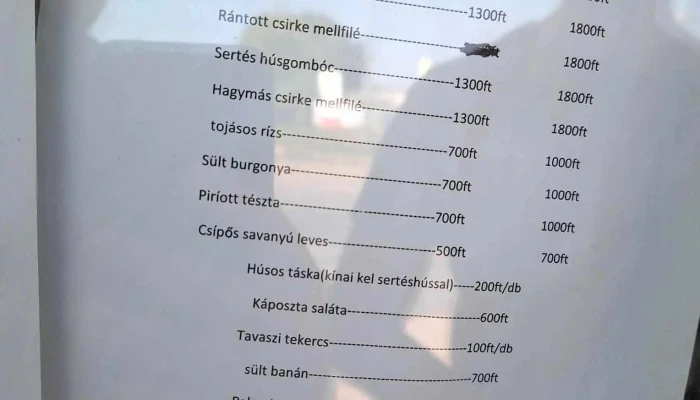 --------1300ft 1800ft
Rántott csirke mellfilé-------------------- 1800ft
Sertés húsgombóc------------------------1300ft 1800ft
Hagymás csirke mellfilé------------------1300ft 1800ft
tojásos rízs---------------------------------700ft 1000ft
Sült burgonya------------------------------700ft 1000ft
Piríott tészta-------------------------------700ft 1000ft
Csípős savanyú leves---------------------500ft 700ft
Húsos táska(kínai kel sertéshússal)-----200ft/db
Káposzta saláta--------------------------600ft
Tavaszi tekercs---------------------------100ft/db
sült banán--------------------------------700ft